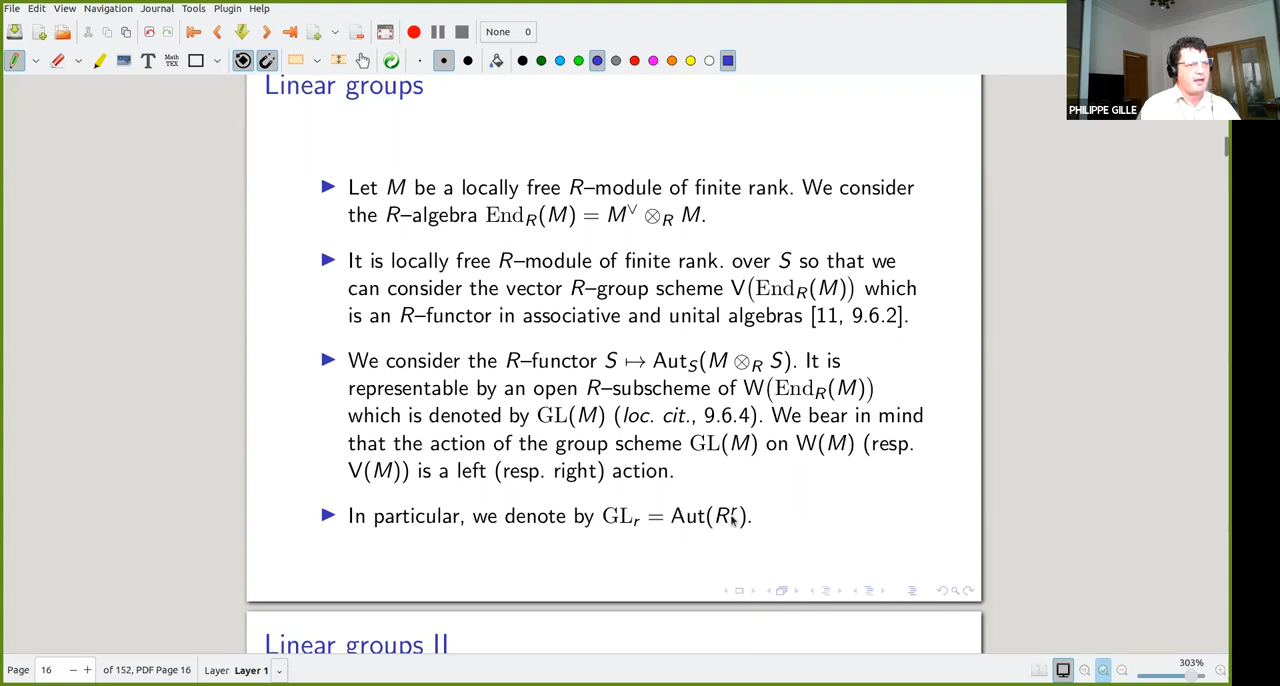 File Edit View Navigation Journal Tools Plugin Help
None 0
T Math TEX
PHILIPPE GILLE
Linear groups
▶ Let M be a locally free R–module of finite rank. We consider
the R–algebra End_R(M) = M^∨ ⊗_R M.
▶ It is locally free R–module of finite rank. over S so that we
can consider the vector R–group scheme V(End_R(M)) which
is an R–functor in associative and unital algebras [11, 9.6.2].
▶ We consider the R–functor S ↦ Aut_S(M ⊗_R S). It is
representable by an open R–subscheme of W(End_R(M))
which is denoted by GL(M) (loc. cit., 9.6.4). We bear in mind
that the action of the group scheme GL(M) on W(M) (resp.
V(M)) is a left (resp. right) action.
▶ In particular, we denote by GL_r = Aut(R^r).
Linear groups II
Page 16 of 152, PDF Page 16 Layer Layer 1 303%